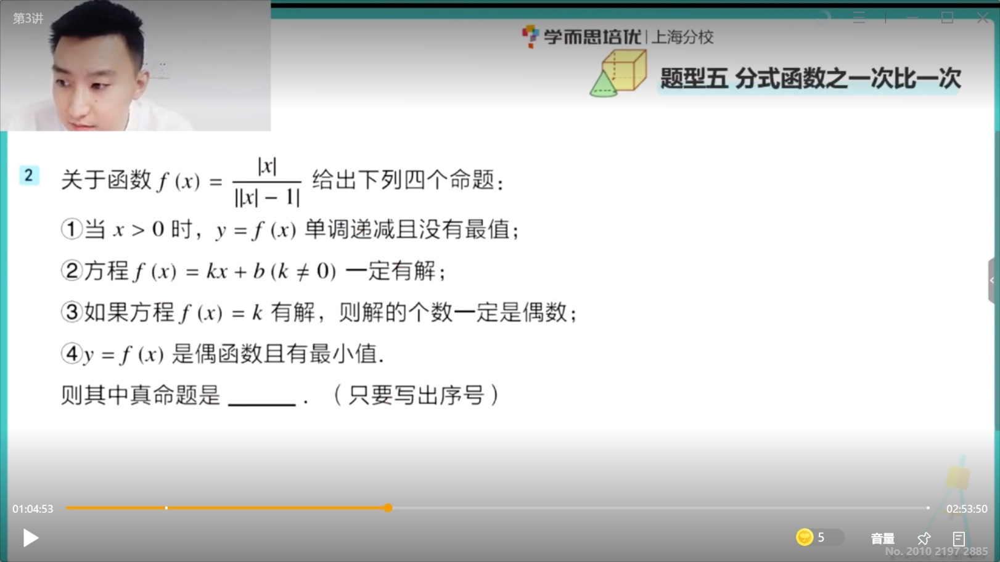 第3讲
学而思培优|上海分校
题型五 分式函数之一次比一次
2 关于函数 f (x) = |x| / ||x| − 1| 给出下列四个命题：
①当 x > 0 时，y = f (x) 单调递减且没有最值；
②方程 f (x) = kx + b (k ≠ 0) 一定有解；
③如果方程 f (x) = k 有解，则解的个数一定是偶数；
④y = f (x) 是偶函数且有最小值.
则其中真命题是 ______ . （只要写出序号）
01:04:53
02:53:50
5
音量
No. 2010 2197 2885